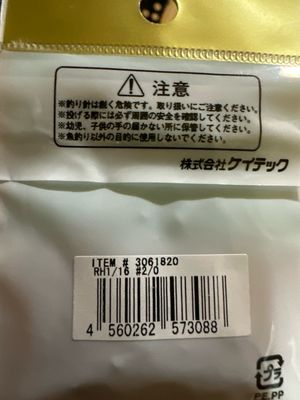 ⚠注意
※釣り針は鋭く危険です。取り扱いにご注意ください。
※投げる際には必ず周囲の安全を確認してください。
※幼児、子供の手の届かない所に保管してください。
※魚釣り以外の目的に使用しないでください。
株式会社ケイテック
ITEM # 3061820
RH1/16 #2/0
4 560262 573088
プラ
PE,PP